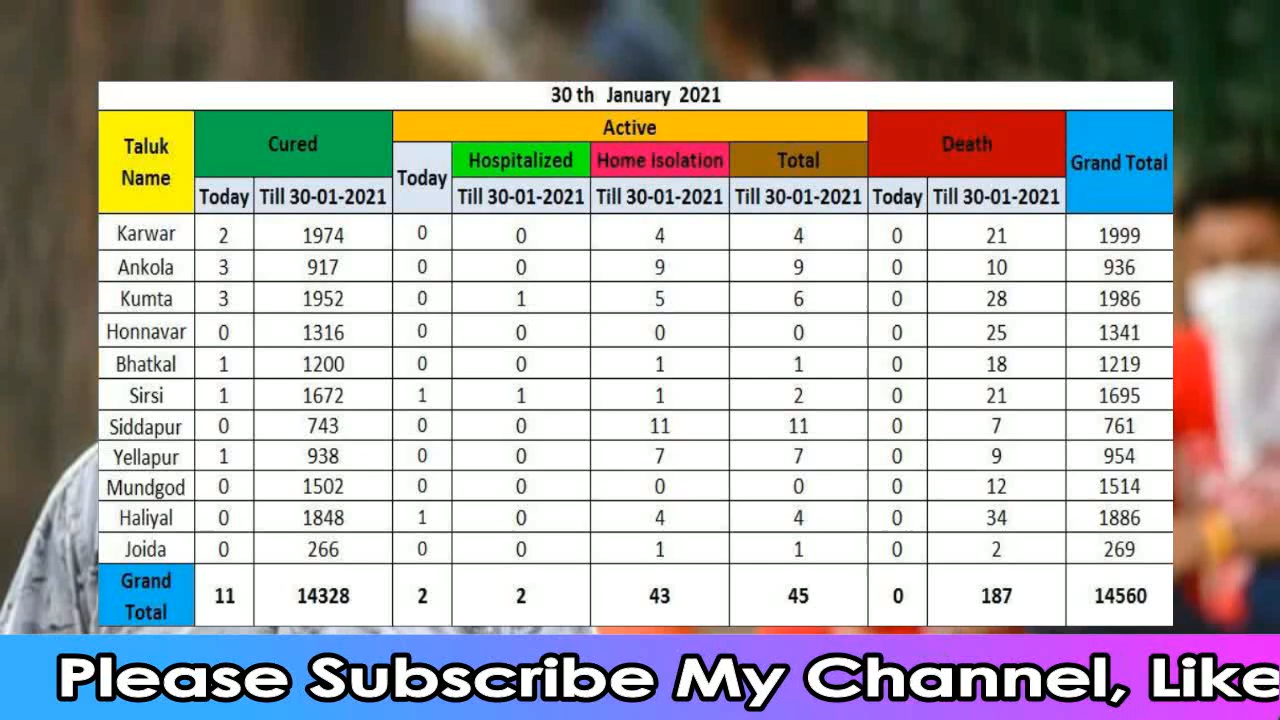 30 th January 2021
Taluk Name Cured Active Death Grand Total
Today Hospitalized Home Isolation Total
Today Till 30-01-2021 Till 30-01-2021 Till 30-01-2021 Till 30-01-2021 Today Till 30-01-2021
Karwar 2 1974 0 0 4 4 0 21 1999
Ankola 3 917 0 0 9 9 0 10 936
Kumta 3 1952 0 1 5 6 0 28 1986
Honnavar 0 1316 0 0 0 0 0 25 1341
Bhatkal 1 1200 0 0 1 1 0 18 1219
Sirsi 1 1672 1 1 1 2 0 21 1695
Siddapur 0 743 0 0 11 11 0 7 761
Yellapur 1 938 0 0 7 7 0 9 954
Mundgod 0 1502 0 0 0 0 0 12 1514
Haliyal 0 1848 1 0 4 4 0 34 1886
Joida 0 266 0 0 1 1 0 2 269
Grand Total 11 14328 2 2 43 45 0 187 14560
Please Subscribe My Channel, Like